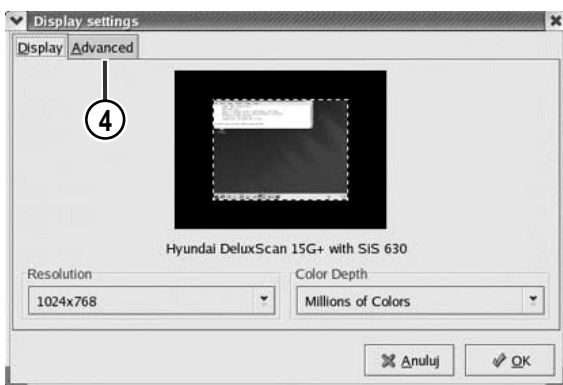 Display settings
Display Advanced
4
Hyundai DeluxScan 15G+ with SiS 630
Resolution
Color Depth
1024x768
Millions of Colors
Anuluj
OK